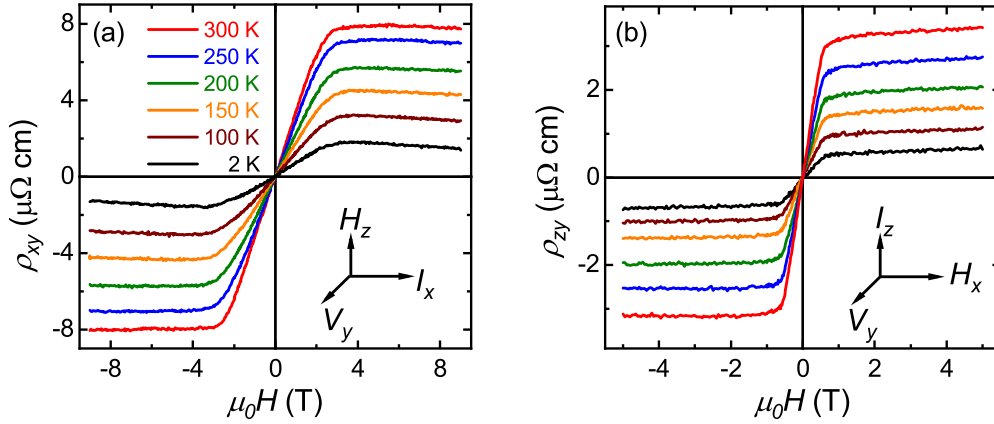 (a)
300 K
250 K
200 K
150 K
100 K
2 K
8
4
0
-4
-8
ρxy (μΩ cm)
Hz
Ix
Vy
-8 -4 0 4 8
μ0H (T)
(b)
2
0
-2
ρzy (μΩ cm)
Iz
Hx
Vy
-4 -2 0 2 4
μ0H (T)